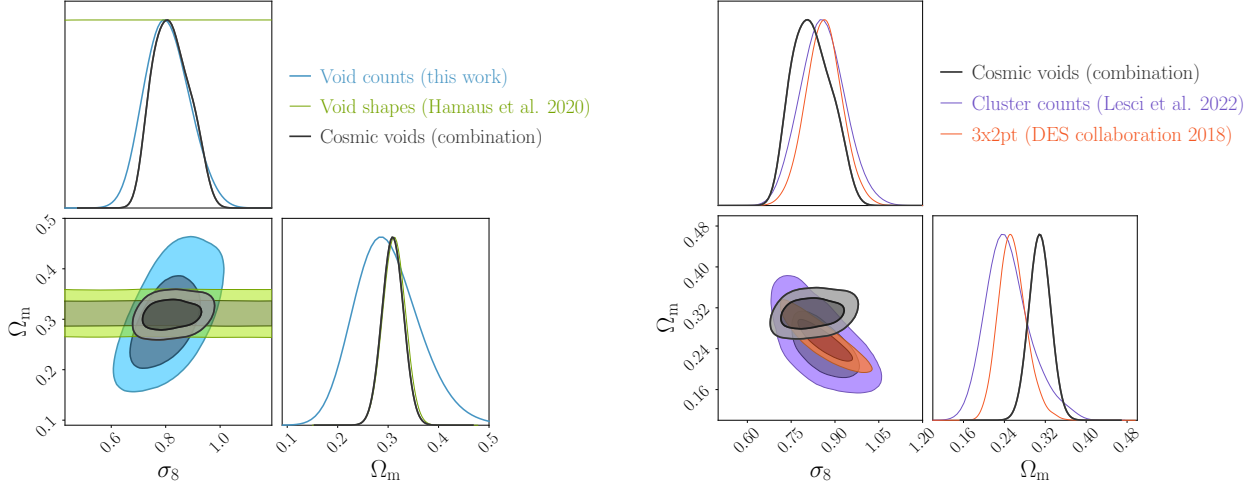 Void counts (this work)
Void shapes (Hamaus et al. 2020)
Cosmic voids (combination)
0.5
0.4
0.3
0.2
0.1
Ωm
0.6
0.8
1.0
σ8
0.1
0.2
0.3
0.4
0.5
Ωm
Cosmic voids (combination)
Cluster counts (Lesci et al. 2022)
3x2pt (DES collaboration 2018)
0.48
0.40
0.32
0.24
0.16
Ωm
0.60
0.75
0.90
1.05
1.20
σ8
0.16
0.24
0.32
0.40
0.48
Ωm